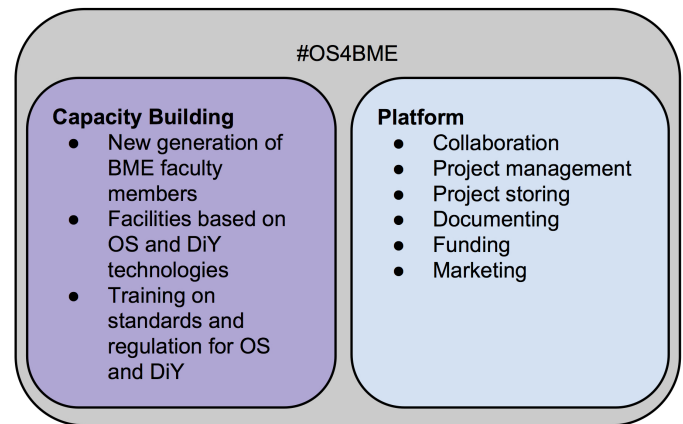 #OS4BME
Capacity Building
● New generation of
BME faculty
members
● Facilities based on
OS and DiY
technologies
● Training on
standards and
regulation for OS
and DiY
Platform
● Collaboration
● Project management
● Project storing
● Documenting
● Funding
● Marketing